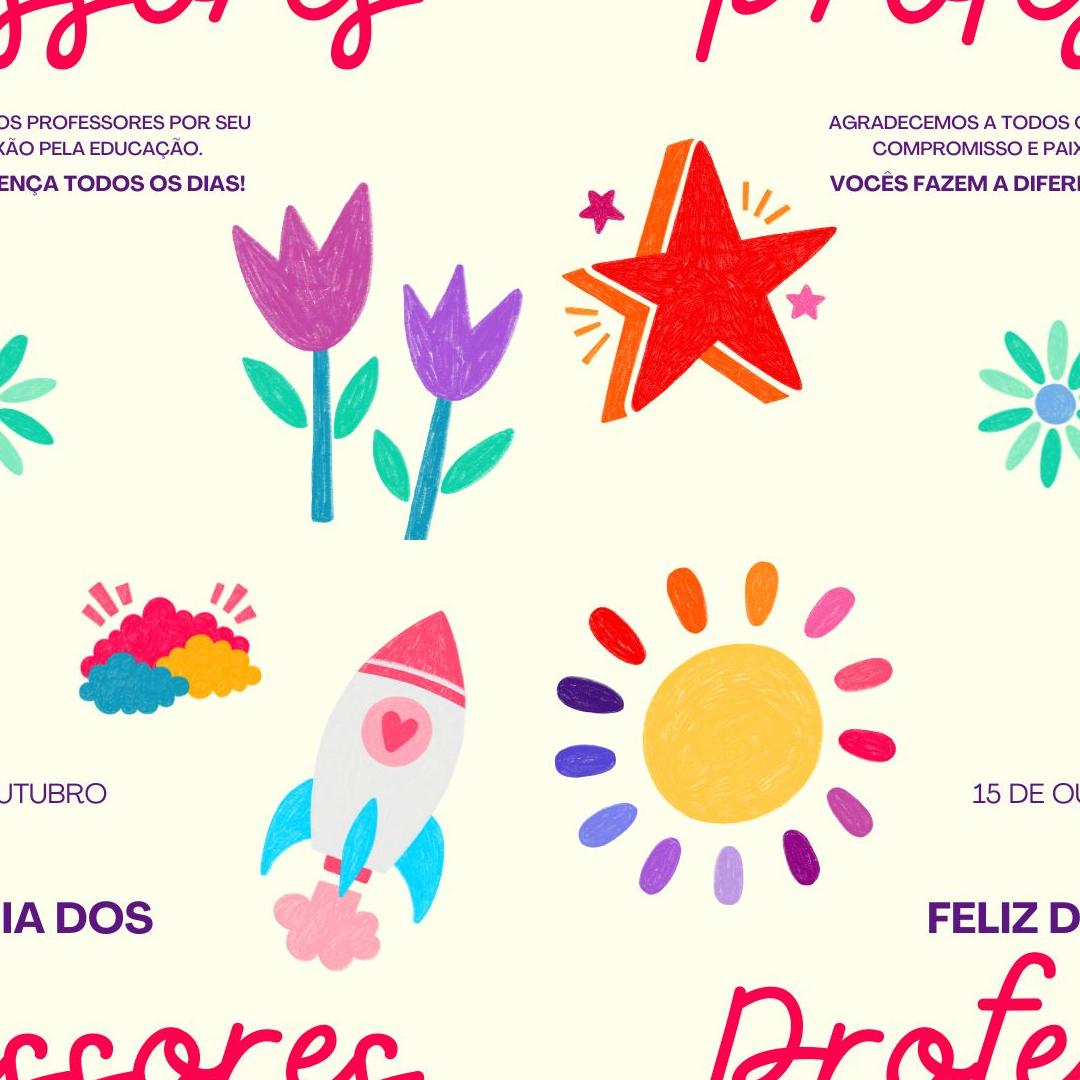 ssores
profes
OS PROFESSORES POR SEU
XÃO PELA EDUCAÇÃO.
ENÇA TODOS OS DIAS!
AGRADECEMOS A TODOS
COMPROMISSO E PAIX
VOCÊS FAZEM A DIFER
UTUBRO
15 DE OU
IA DOS
FELIZ D
ssores
profe